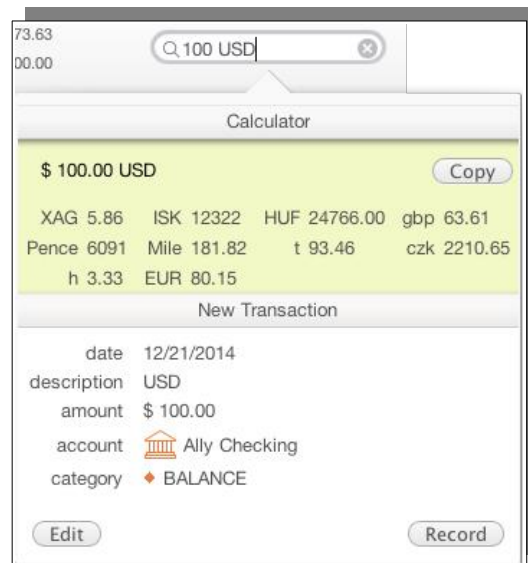 73.63
00.00
100 USD
Calculator
$ 100.00 USD
Copy
XAG 5.86 ISK 12322 HUF 24766.00 gbp 63.61
Pence 6091 Mile 181.82 t 93.46 czk 2210.65
h 3.33 EUR 80.15
New Transaction
date 12/21/2014
description USD
amount $ 100.00
account Ally Checking
category BALANCE
Edit Record